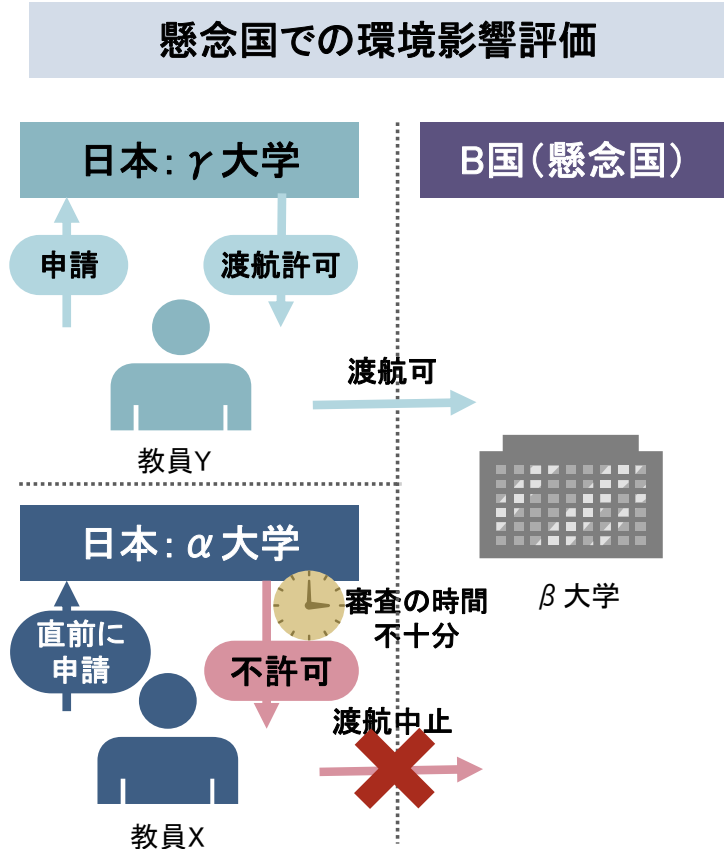 懸念国での環境影響評価
日本：γ大学
B国（懸念国）
申請
渡航許可
渡航可
教員Y
日本：α大学
β大学
直前に
申請
審査の時間
不十分
不許可
渡航中止
教員X